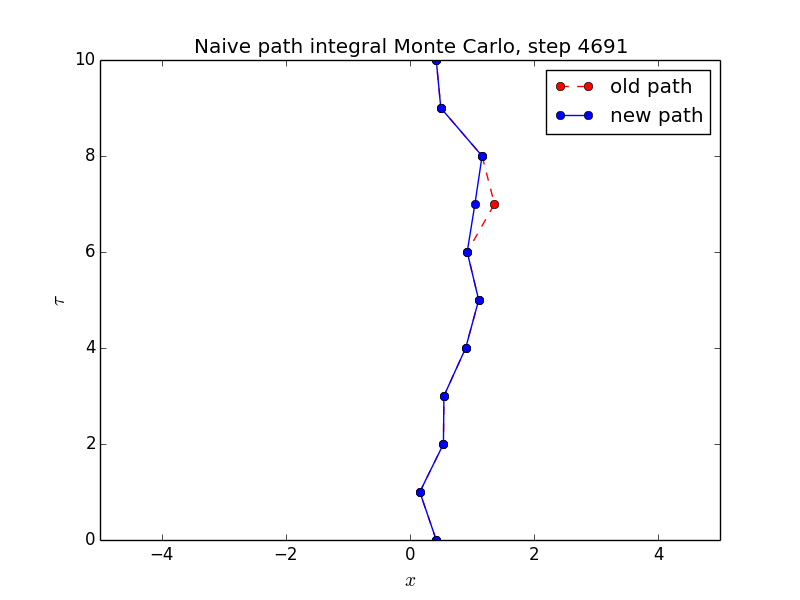 Naive path integral Monte Carlo, step 4691
old path
new path
10
8
6
4
2
0
τ
−4
−2
0
2
4
x